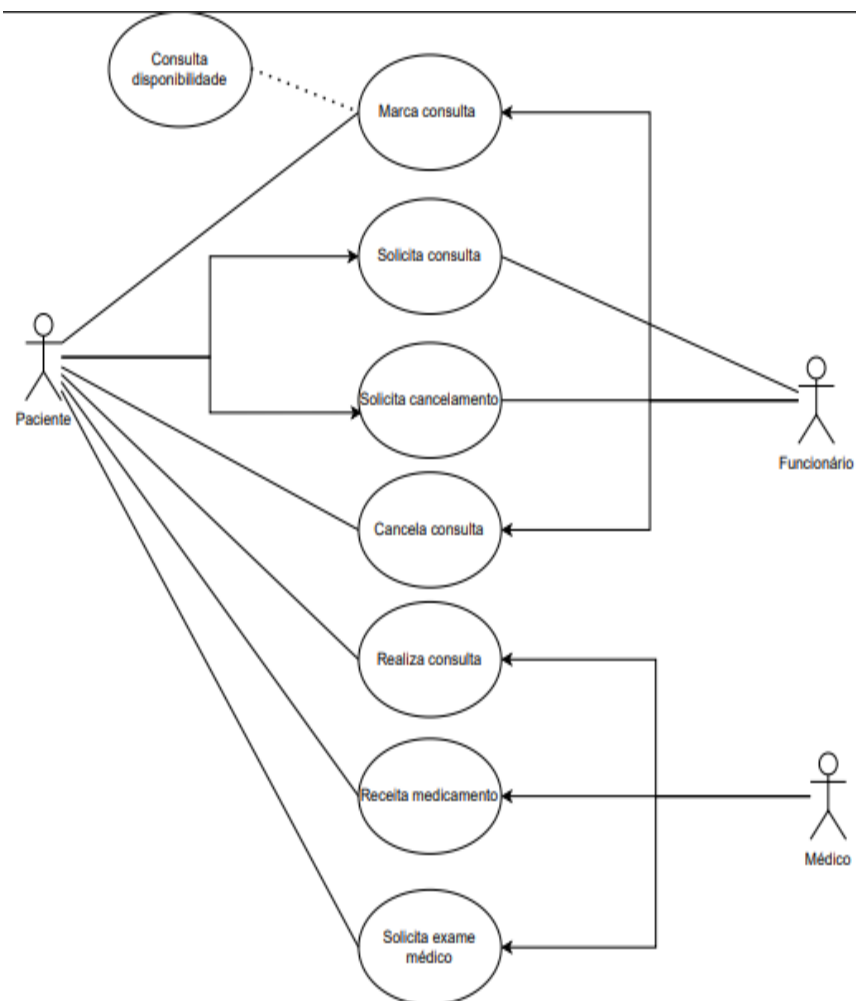 Consulta
disponibilidade
Marca consulta
Solicita consulta
Solicita cancelamento
Paciente
Funcionário
Cancela consulta
Realiza consulta
Receita medicamento
Médico
Solicita exame
médico